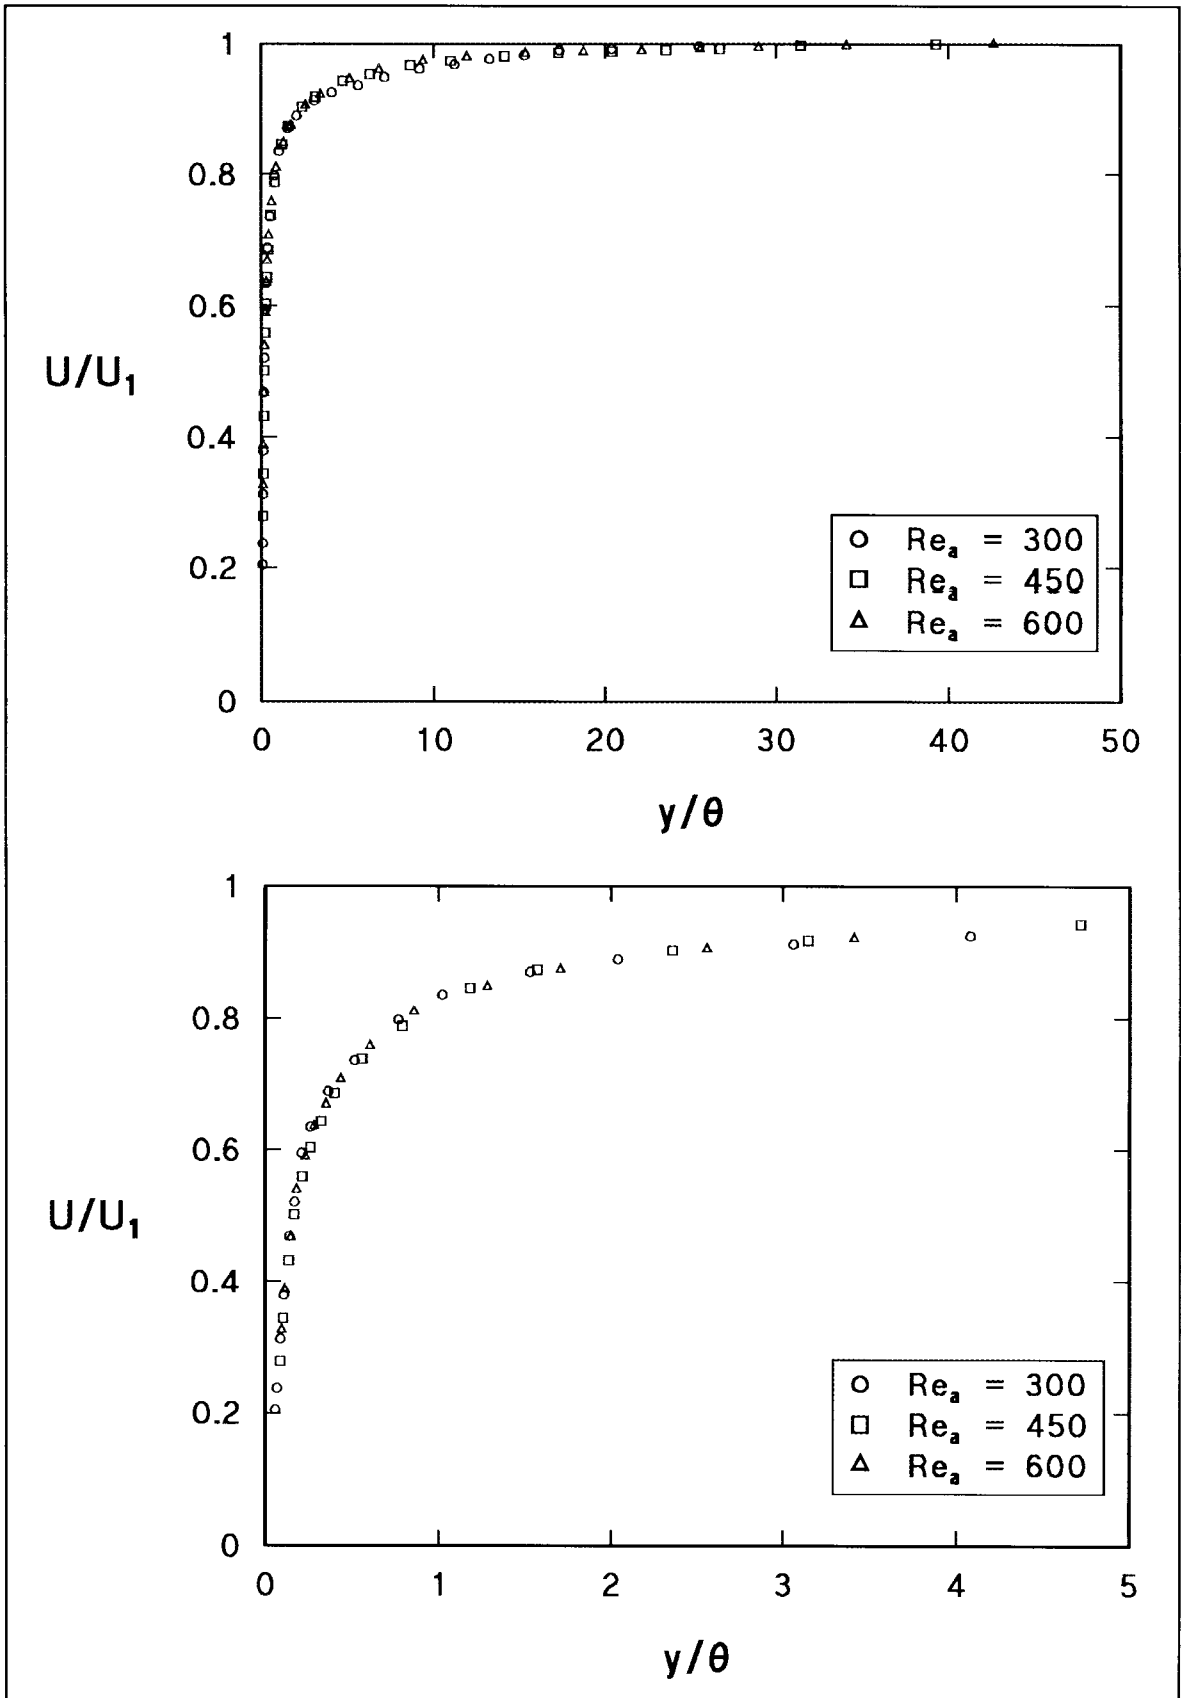 1
0.8
0.6
U/U₁
0.4
0.2
0
0 10 20 30 40 50
y/θ
○ Reₐ = 300
□ Reₐ = 450
△ Reₐ = 600
1
0.8
0.6
U/U₁
0.4
0.2
0
0 1 2 3 4 5
y/θ
○ Reₐ = 300
□ Reₐ = 450
△ Reₐ = 600